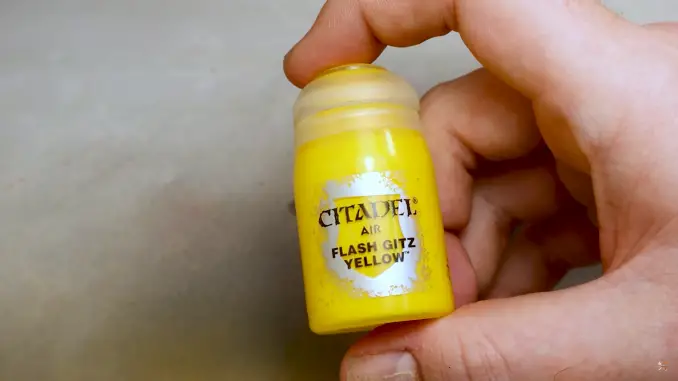 CITADEL®
AIR
FLASH GITZ
YELLOW™